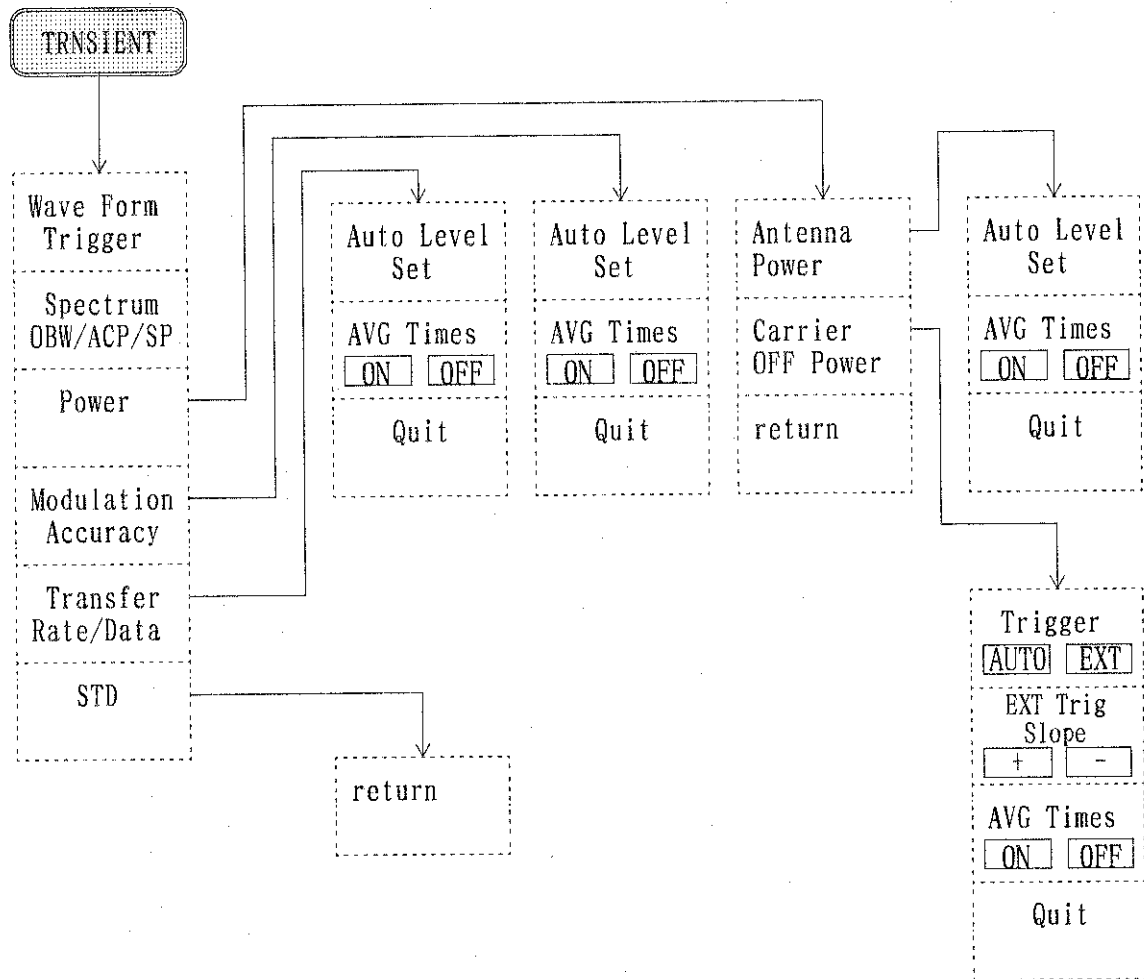 TRNSIENT
Wave Form
Trigger
Spectrum
OBW/ACP/SP
Power
Modulation
Accuracy
Transfer
Rate/Data
STD
Auto Level
Set
AVG Times
ON OFF
Quit
Auto Level
Set
AVG Times
ON OFF
Quit
Antenna
Power
Carrier
OFF Power
return
Auto Level
Set
AVG Times
ON OFF
Quit
return
Trigger
AUTO EXT
EXT Trig
Slope
+ -
AVG Times
ON OFF
Quit